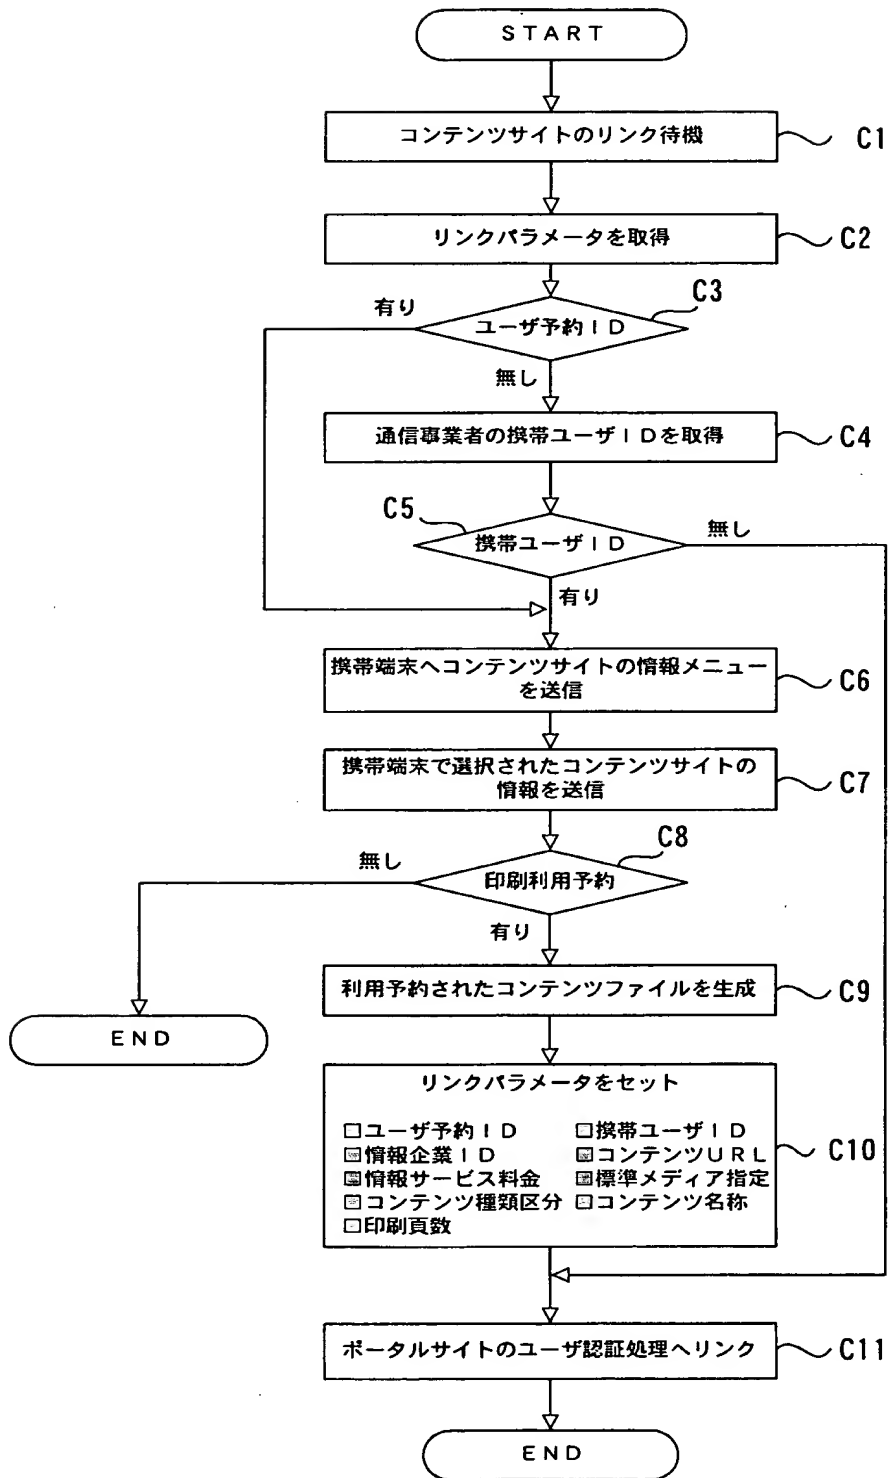 START
コンテンツサイトのリンク待機
C1
リンクパラメータを取得
C2
C3
有り
ユーザ予約ID
無し
通信事業者の携帯ユーザIDを取得
C4
C5
携帯ユーザID
無し
有り
携帯端末へコンテンツサイトの情報メニュー
を送信
C6
携帯端末で選択されたコンテンツサイトの
情報を送信
C7
C8
無し
印刷利用予約
有り
利用予約されたコンテンツファイルを生成
C9
END
リンクパラメータをセット
□ユーザ予約ID □携帯ユーザID
□情報企業ID □コンテンツURL
□情報サービス料金 □標準メディア指定
□コンテンツ種類区分 □コンテンツ名称
□印刷頁数
C10
ポータルサイトのユーザ認証処理へリンク
C11
END